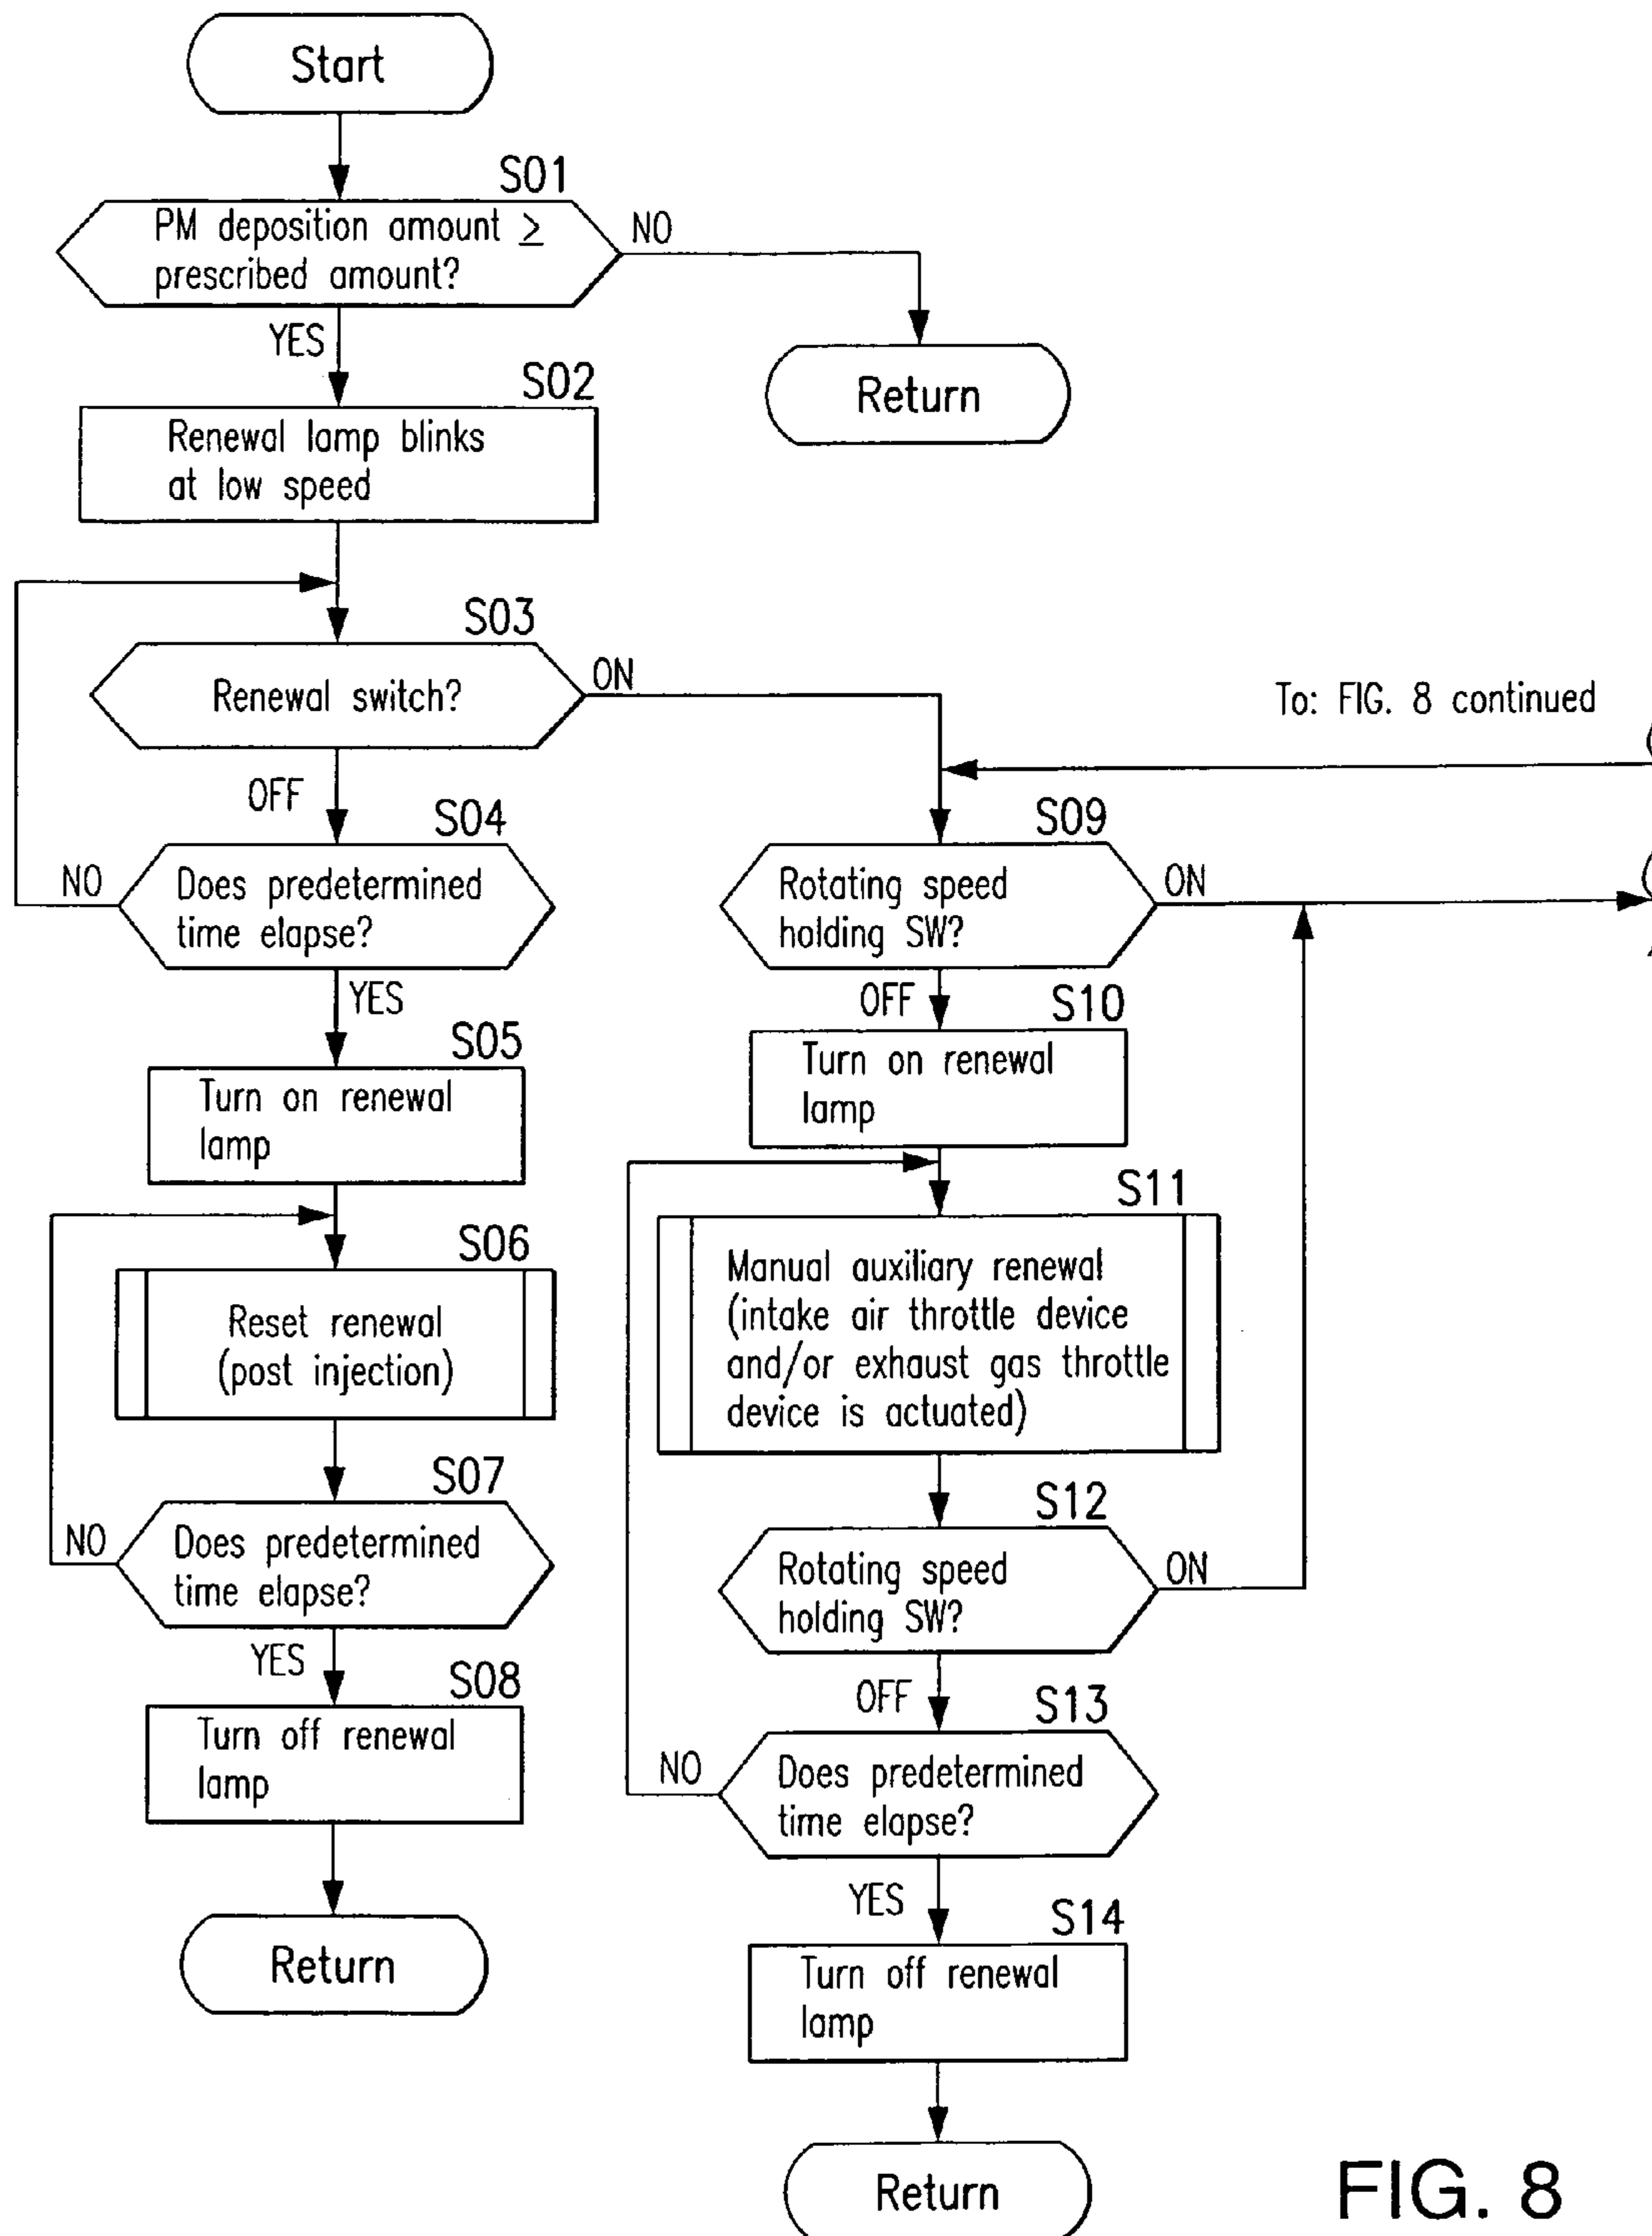 Start
S01
PM deposition amount ≥
prescribed amount?
NO
YES
Return
S02
Renewal lamp blinks
at low speed
S03
Renewal switch?
ON
OFF
To: FIG. 8 continued
S04
Does predetermined
time elapse?
NO
YES
S05
Turn on renewal
lamp
S06
Reset renewal
(post injection)
S07
Does predetermined
time elapse?
NO
YES
S08
Turn off renewal
lamp
Return
S09
Rotating speed
holding SW?
ON
OFF
S10
Turn on renewal
lamp
S11
Manual auxiliary renewal
(intake air throttle device
and/or exhaust gas throttle
device is actuated)
S12
Rotating speed
holding SW?
ON
OFF
S13
Does predetermined
time elapse?
NO
YES
S14
Turn off renewal
lamp
Return
FIG. 8